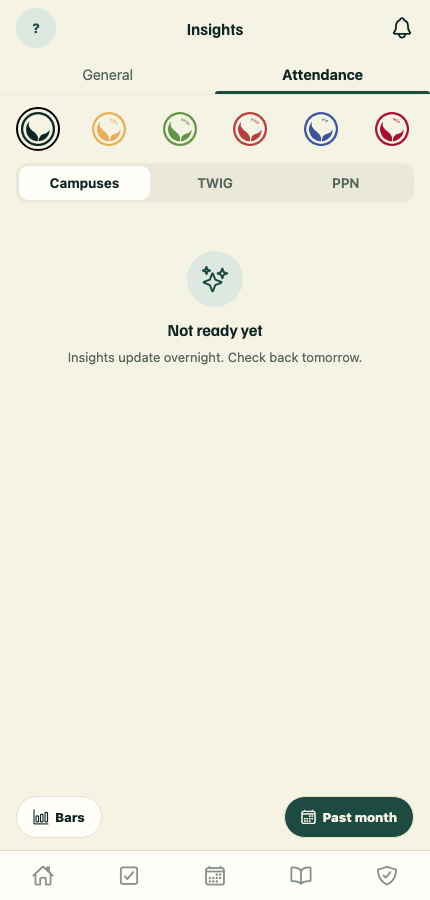 ?
Insights
General
Attendance
Campuses
TWIG
PPN
Not ready yet
Insights update overnight. Check back tomorrow.
Bars
Past month